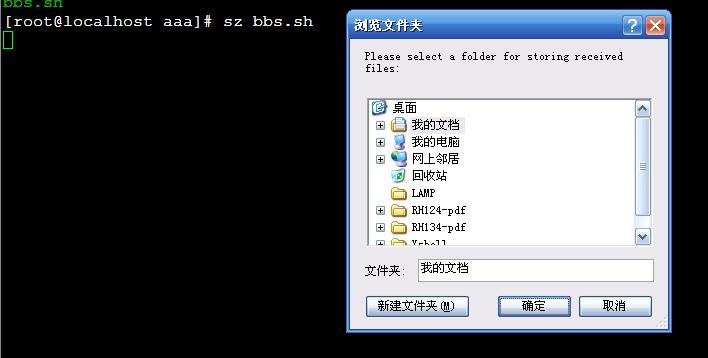 bbs.sh
[root@localhost aaa]# sz bbs.sh
浏览文件夹
Please select a folder for storing received
files:
桌面
我的文档
我的电脑
网上邻居
回收站
LAMP
RH124-pdf
RH134-pdf
Xshell
文件夹:
我的文档
新建文件夹(M)
确定
取消